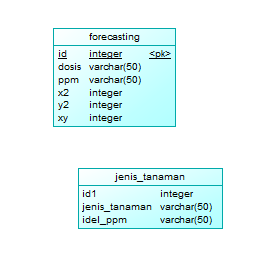 forecasting
id integer <pk>
dosis varchar(50)
ppm varchar(50)
x2 integer
y2 integer
xy integer
jenis_tanaman
id1 integer
jenis_tanaman varchar(50)
idel_ppm varchar(50)